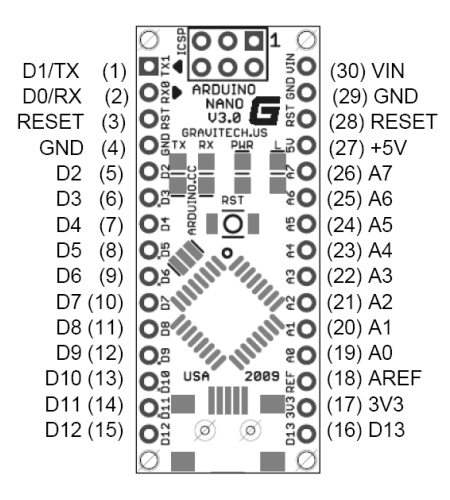 D1/TX (1)
D0/RX (2)
RESET (3)
GND (4)
D2 (5)
D3 (6)
D4 (7)
D5 (8)
D6 (9)
D7 (10)
D8 (11)
D9 (12)
D10 (13)
D11 (14)
D12 (15)
ICSP
1
TX1
RX0
RST
GND
D2
D3
D4
D5
D6
D7
D8
D9
D10
D11
D12
ARDUINO
NANO
V3.0
G
GRAVITECH.US
TX RX PWR L
ARDUINO.CC
RST
USA 2009
VIN
GND
RST
5V
A7
A6
A5
A4
A3
A2
A1
A0
REF
3V3
D13
(30) VIN
(29) GND
(28) RESET
(27) +5V
(26) A7
(25) A6
(24) A5
(23) A4
(22) A3
(21) A2
(20) A1
(19) A0
(18) AREF
(17) 3V3
(16) D13